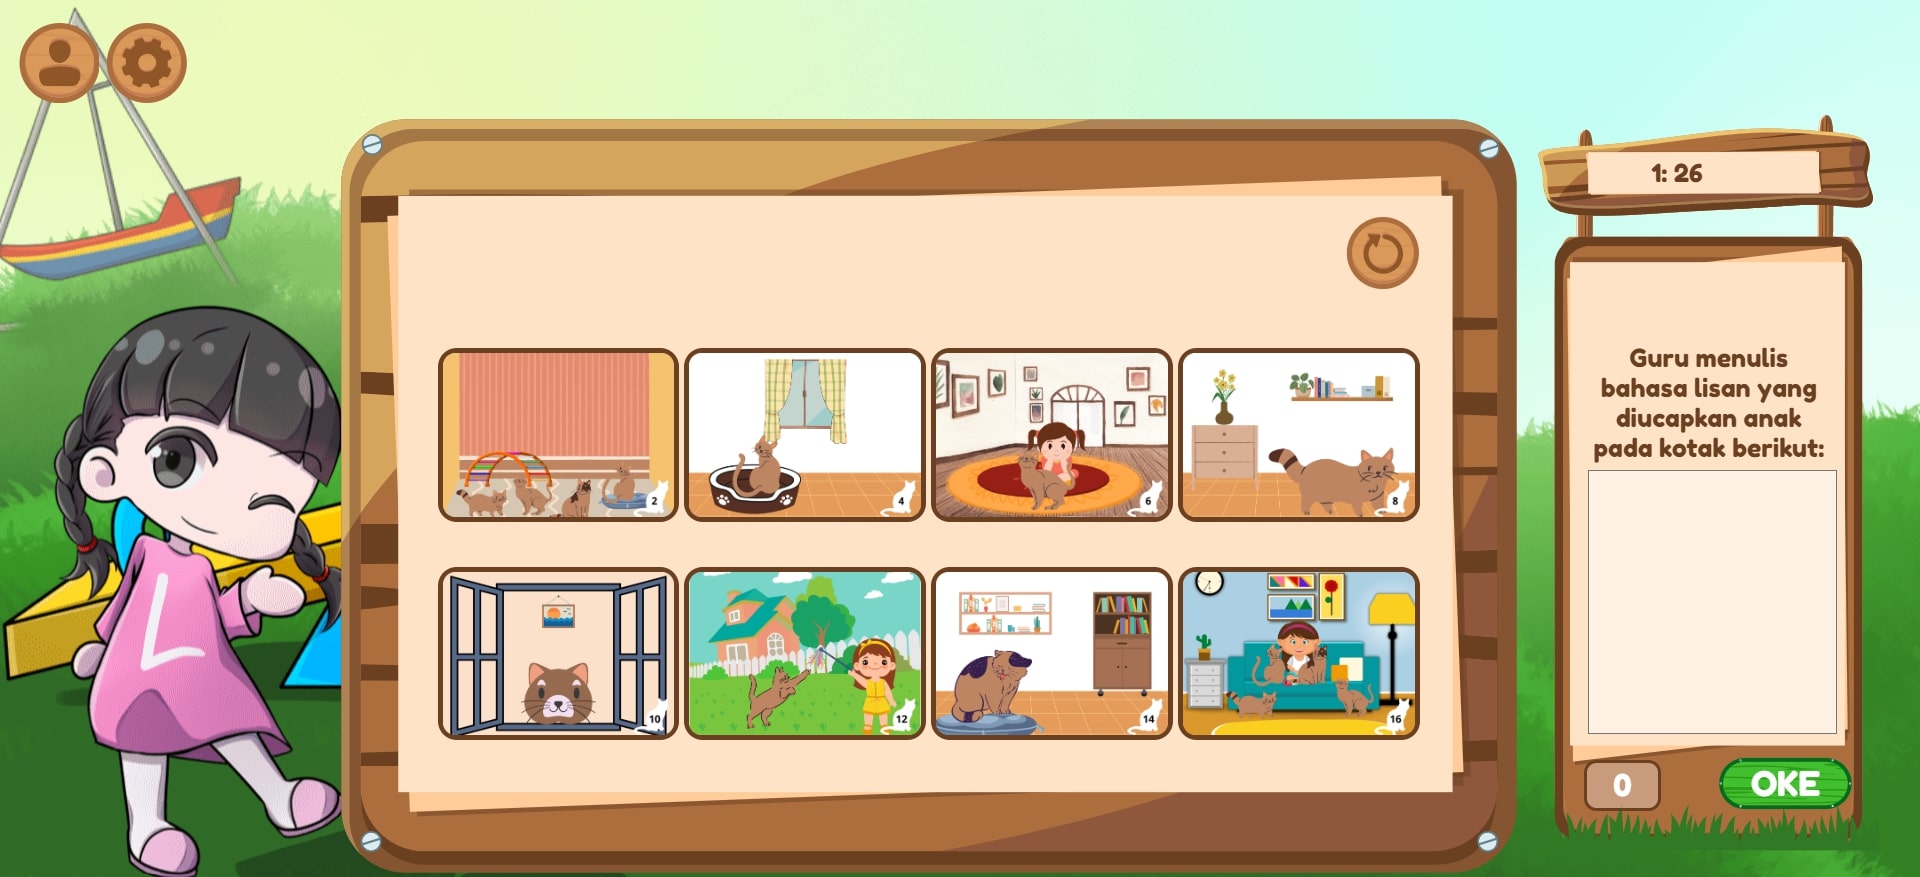 1: 26
2
4
6
8
10
12
14
16
Guru menulis
bahasa lisan yang
diucapkan anak
pada kotak berikut:
0
OKE
L